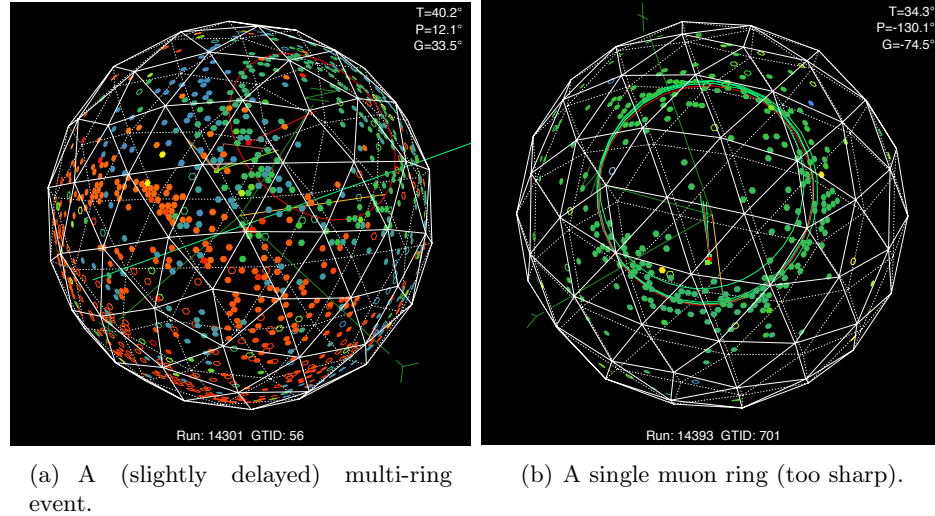 T=40.2°
P=12.1°
G=33.5°
Run: 14301 GTID: 56
T=34.3°
P=-130.1°
G=-74.5°
Run: 14393 GTID: 701
(a) A (slightly delayed) multi-ring
event.
(b) A single muon ring (too sharp).